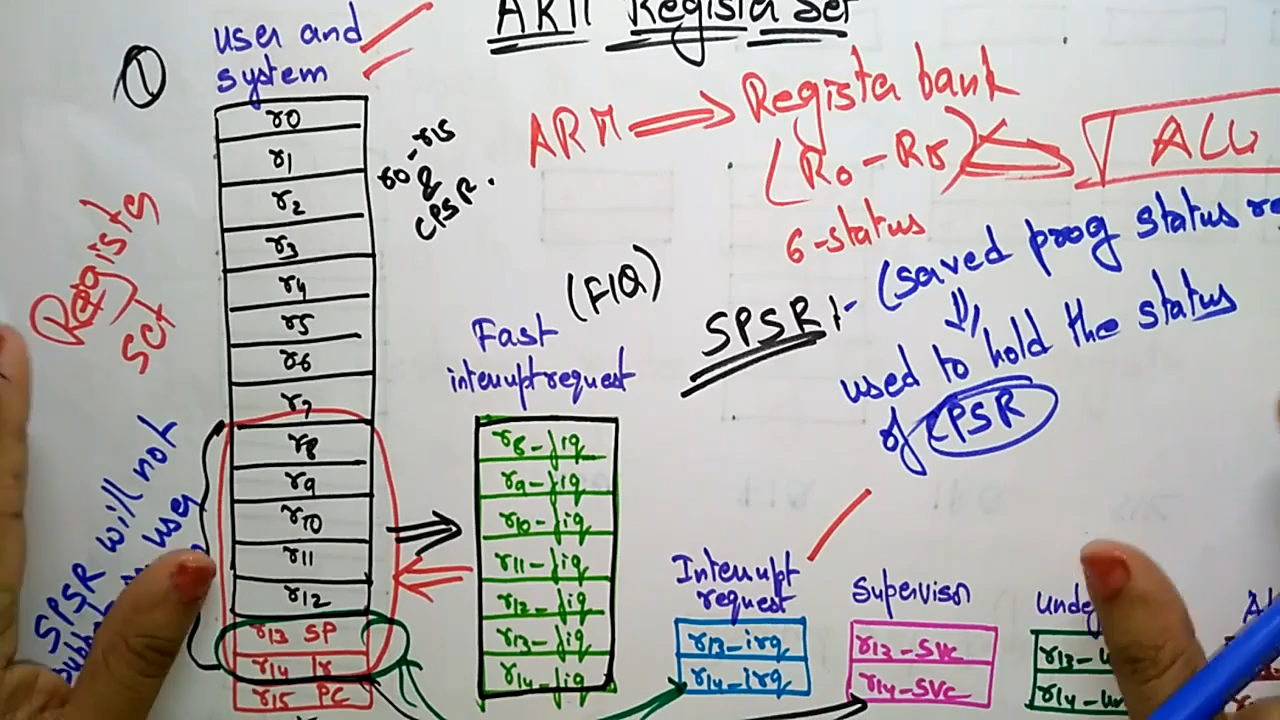 ARM Register Set
user and
system
①
r0
r1
r2
r3
r4
r5
r6
r7
r8
r9
r10
r11
r12
r13 SP
r14 lr
r15 PC
r0-r15
&
CPSR.
Registe
set
SPSR will not
use
ARM ⇒ Register bank
(R0-R15)
ALU
6-status
(FIQ)
Fast
interrupt request
r8-fiq
r9-fiq
r10-fiq
r11-fiq
r12-fiq
r13-fiq
r14-fiq
SPSR :- (saved prog status re
used to hold the status
of CPSR
Interrupt
request
r13-irq
r14-irq
Supervisor
r13-svc
r14-svc
Unde
r13-u
r14-un
A